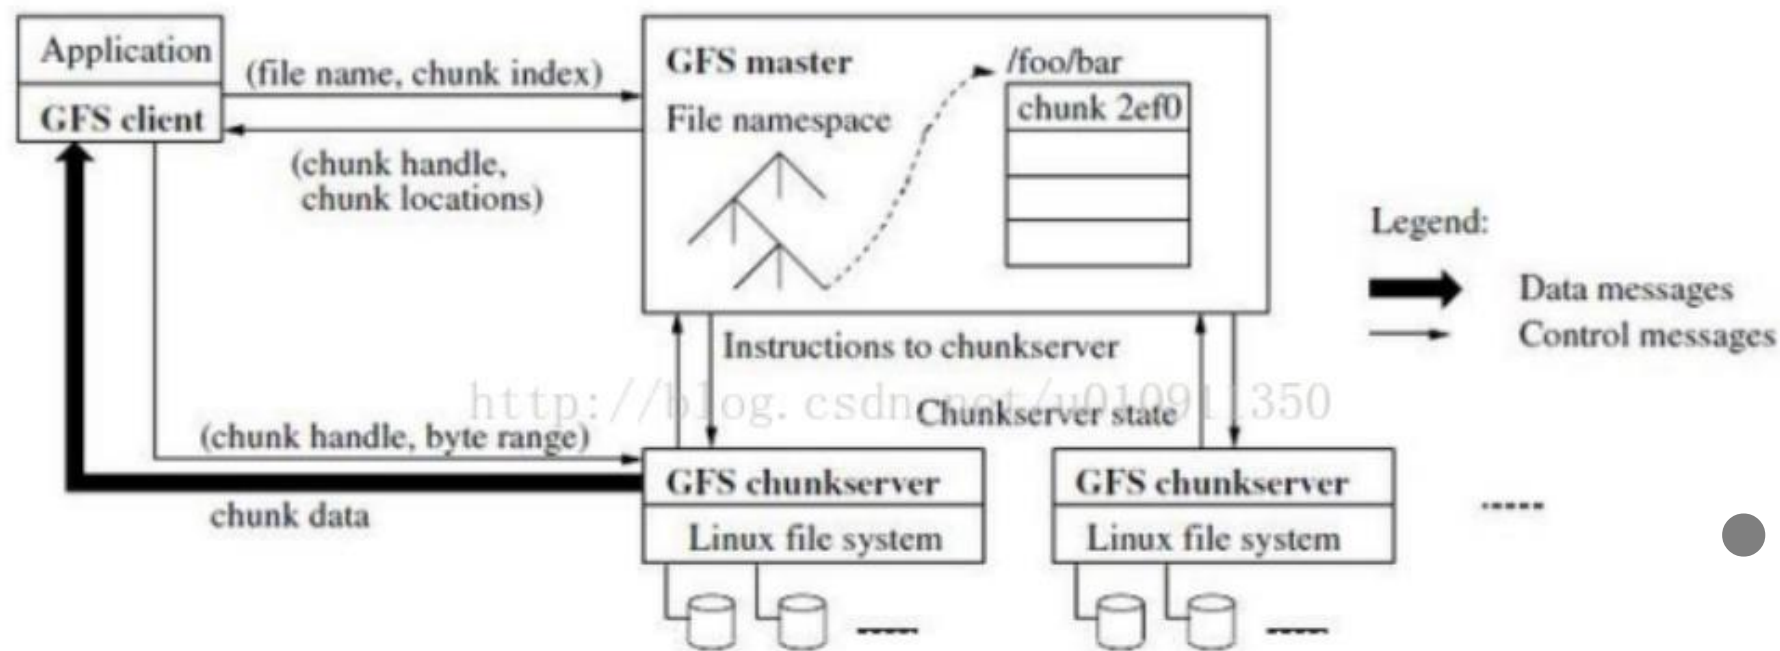 Application
GFS client
(file name, chunk index)
(chunk handle,
chunk locations)
GFS master
File namespace
/foo/bar
chunk 2ef0
Legend:
Data messages
Control messages
Instructions to chunkserver
http://blog.csdn.net/u010911350
Chunkserver state
(chunk handle, byte range)
chunk data
GFS chunkserver
Linux file system
GFS chunkserver
Linux file system